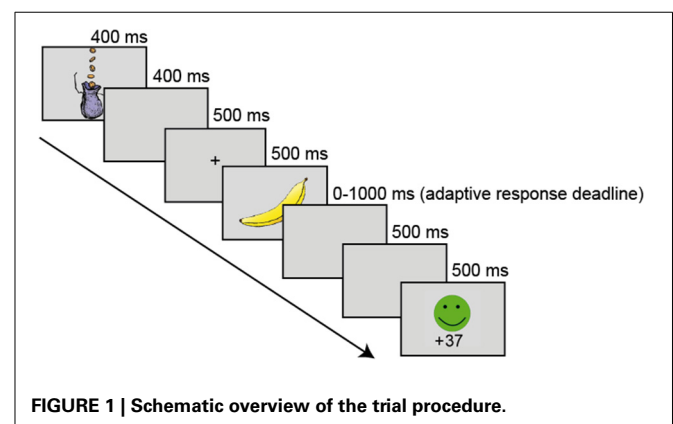 400 ms
400 ms
500 ms
+
500 ms
0-1000 ms (adaptive response deadline)
500 ms
500 ms
+37
FIGURE 1 | Schematic overview of the trial procedure.